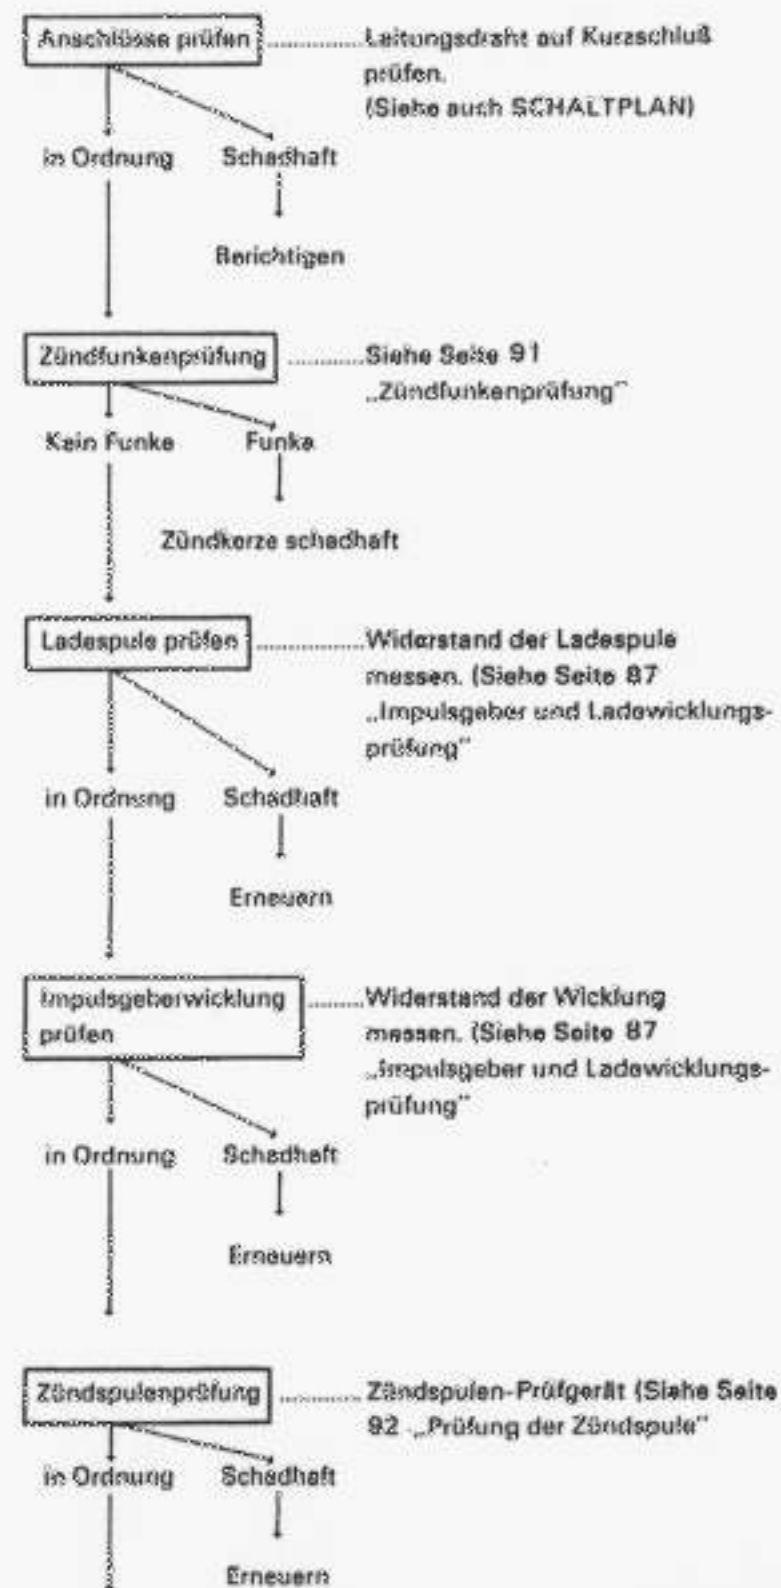 Anschlüsse prüfen ............ Leitungsdraht auf Kurzschluß
prüfen.
(Siehe auch SCHALTPLAN)
in Ordnung Schadhaft
Berichtigen
Zündfunkenprüfung ............ Siehe Seite 91
„Zündfunkenprüfung"
Kein Funke Funke
Zündkerze schadhaft
Ladespule prüfen ............ Widerstand der Ladespule
messen. (Siehe Seite 87
„Impulsgeber und Ladewicklungs-
prüfung"
in Ordnung Schadhaft
Erneuern
Impulsgeberwicklung ........ Widerstand der Wicklung
prüfen messen. (Siehe Seite 87
„Impulsgeber und Ladewicklungs-
prüfung"
in Ordnung Schadhaft
Erneuern
Zündspulenprüfung ............ Zündspulen-Prüfgerät (Siehe Seite
92 „Prüfung der Zündspule"
in Ordnung Schadhaft
Erneuern